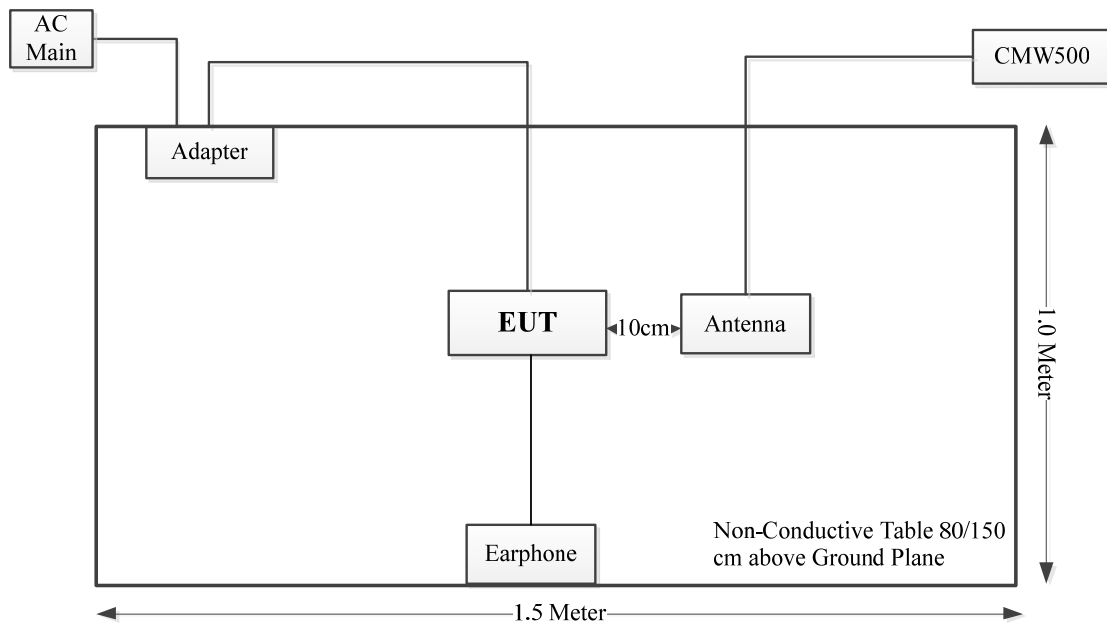 AC
Main
CMW500
Adapter
EUT
10cm
Antenna
1.0 Meter
Earphone
Non-Conductive Table 80/150
cm above Ground Plane
1.5 Meter